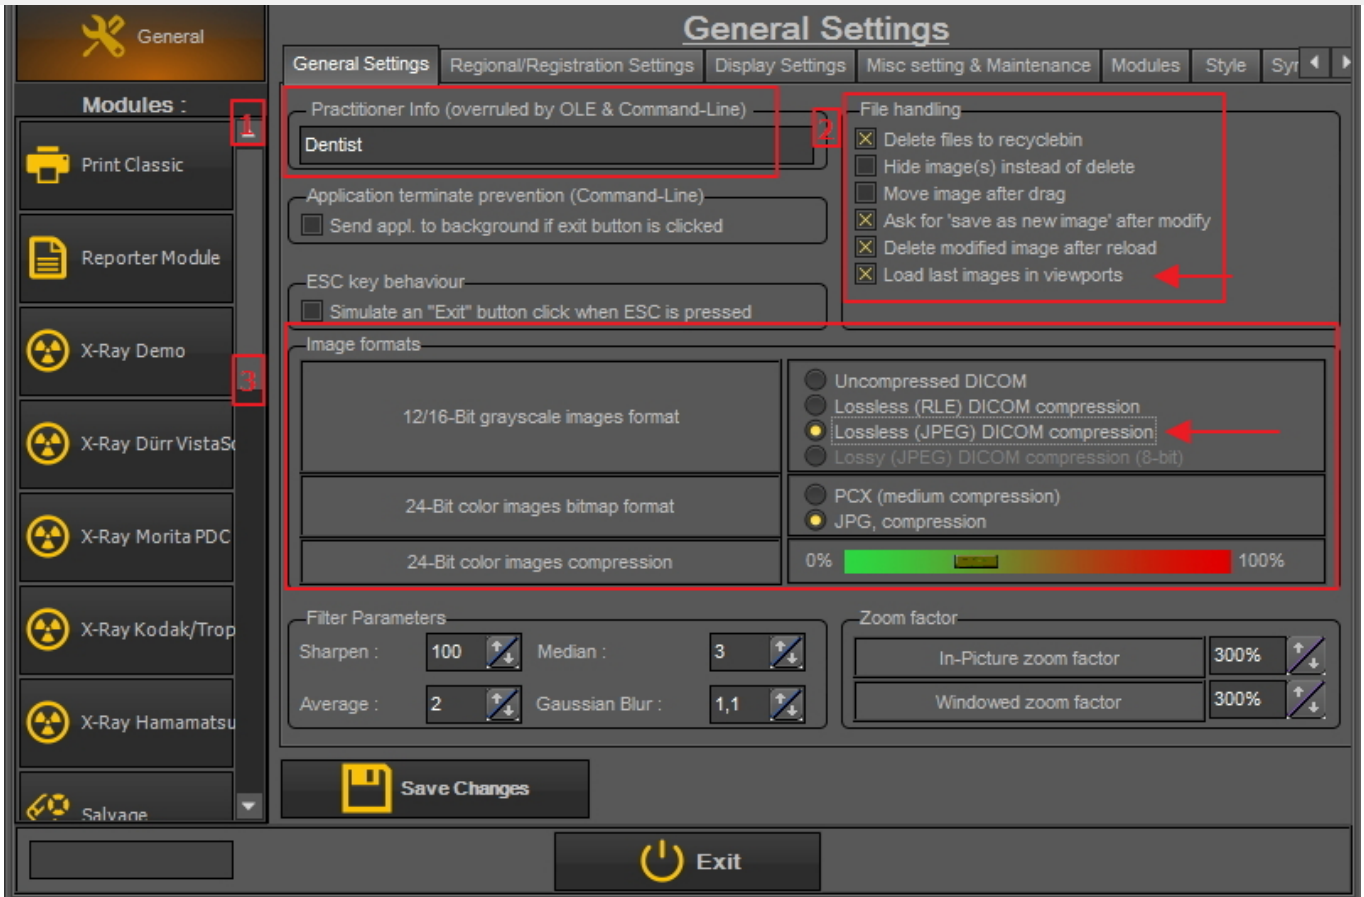 General
General Settings
General Settings
Regional/Registration Settings
Display Settings
Misc setting & Maintenance
Modules
Style
Modules :
1
Print Classic
Reporter Module
X-Ray Demo
3
X-Ray Dürr VistaSc
X-Ray Morita PDC
X-Ray Kodak/Trop
X-Ray Hamamatsu
Salvage
Practitioner Info (overruled by OLE & Command-Line)
Dentist
2
File handling
Delete files to recyclebin
Hide image(s) instead of delete
Move image after drag
Ask for 'save as new image' after modify
Delete modified image after reload
Load last images in viewports
Application terminate prevention (Command-Line)
Send appl. to background if exit button is clicked
ESC key behaviour
Simulate an "Exit" button click when ESC is pressed
Image formats
12/16-Bit grayscale images format
Uncompressed DICOM
Lossless (RLE) DICOM compression
Lossless (JPEG) DICOM compression
Lossy (JPEG) DICOM compression (8-bit)
24-Bit color images bitmap format
PCX (medium compression)
JPG, compression
24-Bit color images compression
0%
100%
Filter Parameters
Sharpen :
100
Median :
3
Average :
2
Gaussian Blur :
1,1
Zoom factor
In-Picture zoom factor
300%
Windowed zoom factor
300%
Save Changes
Exit